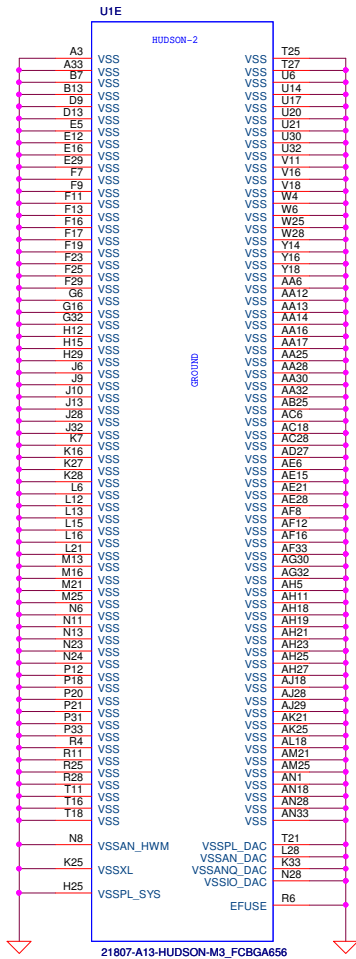 U1E
HUDSON-2
A3 VSS VSS T25
A33 VSS VSS T27
B7 VSS VSS U6
B13 VSS VSS U14
D9 VSS VSS U17
D13 VSS VSS U20
E5 VSS VSS U21
E12 VSS VSS U30
E16 VSS VSS U32
E29 VSS VSS V11
F7 VSS VSS V16
F9 VSS VSS V18
F11 VSS VSS W4
F13 VSS VSS W6
F16 VSS VSS W25
F17 VSS VSS W28
F19 VSS VSS Y14
F23 VSS VSS Y16
F25 VSS VSS Y18
F29 VSS VSS AA6
G6 VSS VSS AA12
G16 VSS VSS AA13
G32 VSS VSS AA14
H12 VSS VSS AA16
H15 VSS VSS AA17
H29 VSS VSS AA25
J6 VSS VSS AA28
J9 VSS VSS AA30
J10 VSS VSS AA32
J13 VSS VSS AB25
J28 VSS VSS AC6
J32 VSS VSS AC18
K7 VSS VSS AC28
K16 VSS VSS AD27
K27 VSS VSS AE6
K28 VSS VSS AE15
L6 VSS VSS AE21
L12 VSS VSS AE28
L13 VSS VSS AF8
L15 VSS VSS AF12
L16 VSS VSS AF16
L21 VSS VSS AF33
M13 VSS VSS AG30
M16 VSS VSS AG32
M21 VSS VSS AH5
M25 VSS VSS AH11
N6 VSS VSS AH18
N11 VSS VSS AH19
N13 VSS VSS AH21
N23 VSS VSS AH23
N24 VSS VSS AH25
P12 VSS VSS AH27
P18 VSS VSS AJ18
P20 VSS VSS AJ28
P21 VSS VSS AJ29
P31 VSS VSS AK21
P33 VSS VSS AK25
R4 VSS VSS AL18
R11 VSS VSS AM21
R25 VSS VSS AM25
R28 VSS VSS AN1
T11 VSS VSS AN18
T16 VSS VSS AN28
T18 VSS VSS AN33
GROUND
N8 VSSAN_HWM VSSPL_DAC T21
VSSAN_DAC L28
K25 VSSXL VSSANQ_DAC K33
VSSIO_DAC N28
H25 VSSPL_SYS
EFUSE R6
21807-A13-HUDSON-M3_FCBGA656